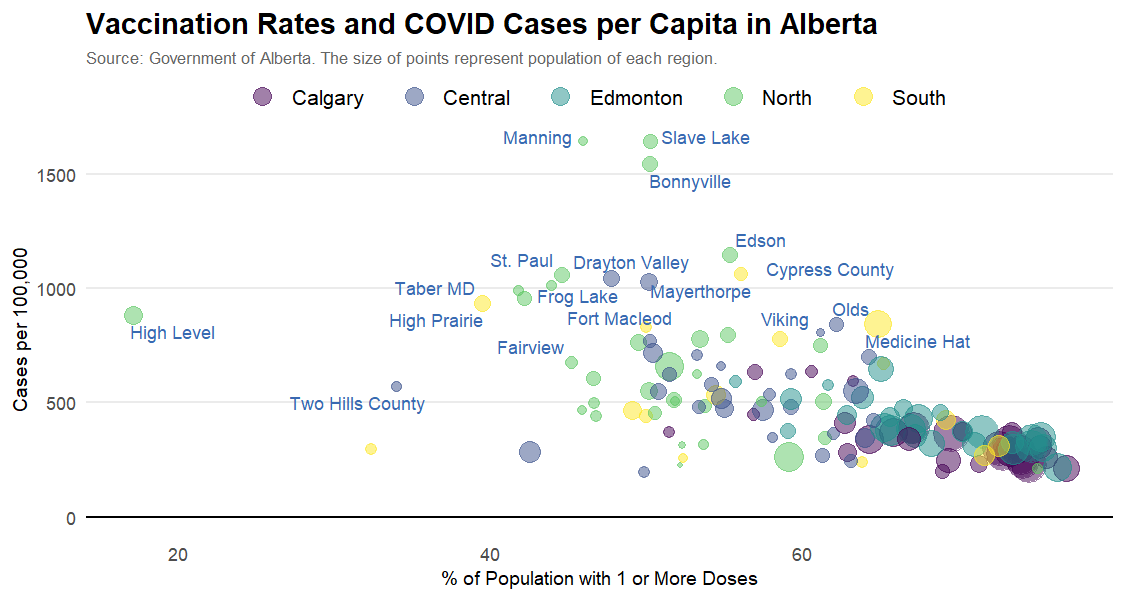 Vaccination Rates and COVID Cases per Capita in Alberta
Source: Government of Alberta. The size of points represent population of each region.
Calgary Central Edmonton North South
Manning Slave Lake
1500
Bonnyville
Edson
St. Paul Drayton Valley
Cypress County
1000
Taber MD
Frog Lake Mayerthorpe
High Prairie Fort Macleod Viking Olds
High Level
Medicine Hat
Fairview
Two Hills County
500
0
20 40 60
% of Population with 1 or More Doses
Cases per 100,000